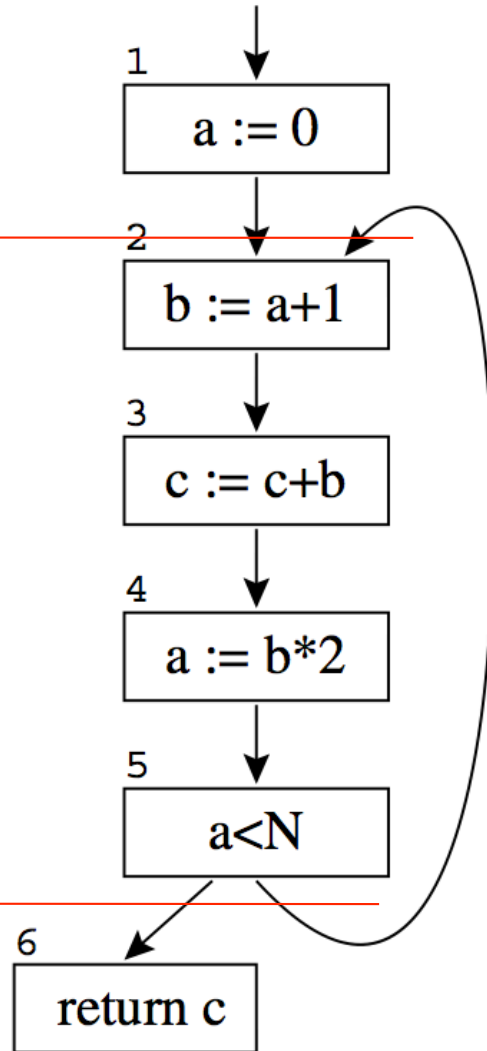 1
a := 0
2
b := a+1
3
c := c+b
4
a := b*2
5
a<N
6
return c